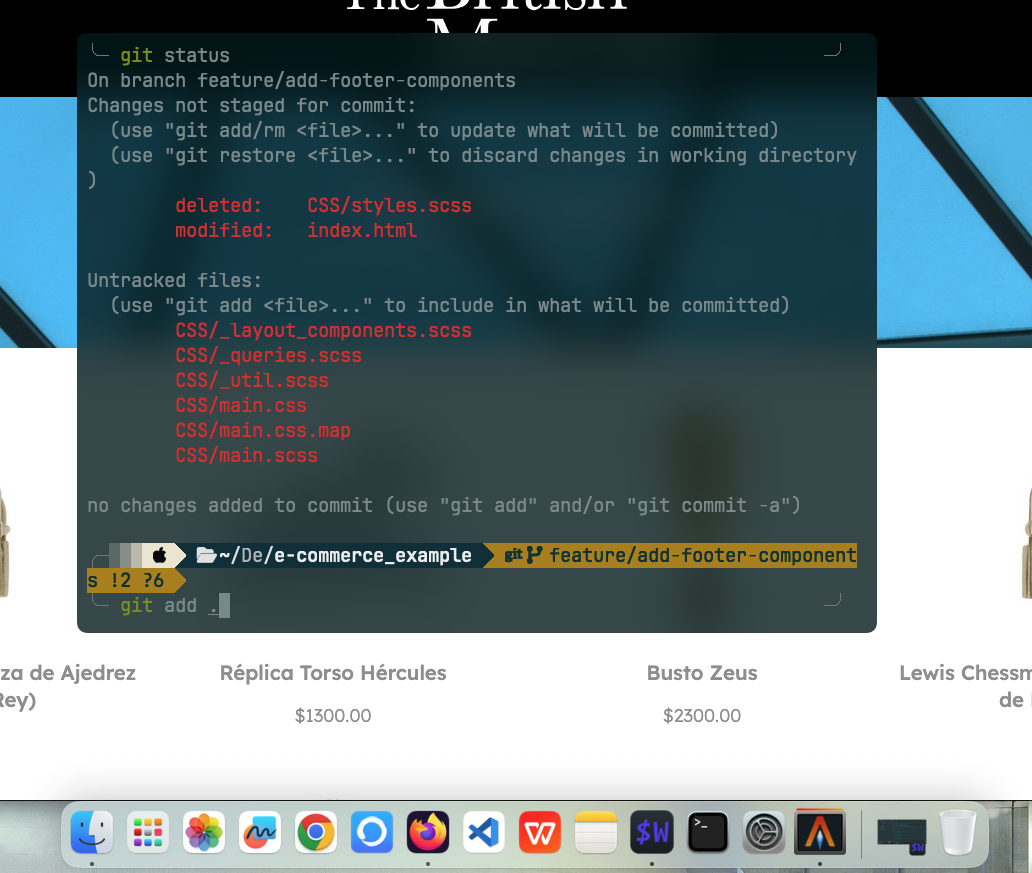 The British
M
git status
On branch feature/add-footer-components
Changes not staged for commit:
(use "git add/rm <file>..." to update what will be committed)
(use "git restore <file>..." to discard changes in working directory
)
deleted:    CSS/styles.scss
modified:   index.html
Untracked files:
(use "git add <file>..." to include in what will be committed)
CSS/_layout_components.scss
CSS/_queries.scss
CSS/_util.scss
CSS/main.css
CSS/main.css.map
CSS/main.scss
no changes added to commit (use "git add" and/or "git commit -a")
~/De/e-commerce_example git feature/add-footer-component
s !2 ?6
git add .
za de Ajedrez
Rey)
Réplica Torso Hércules
$1300.00
Busto Zeus
$2300.00
Lewis Chessm
de
$W
>_
$W